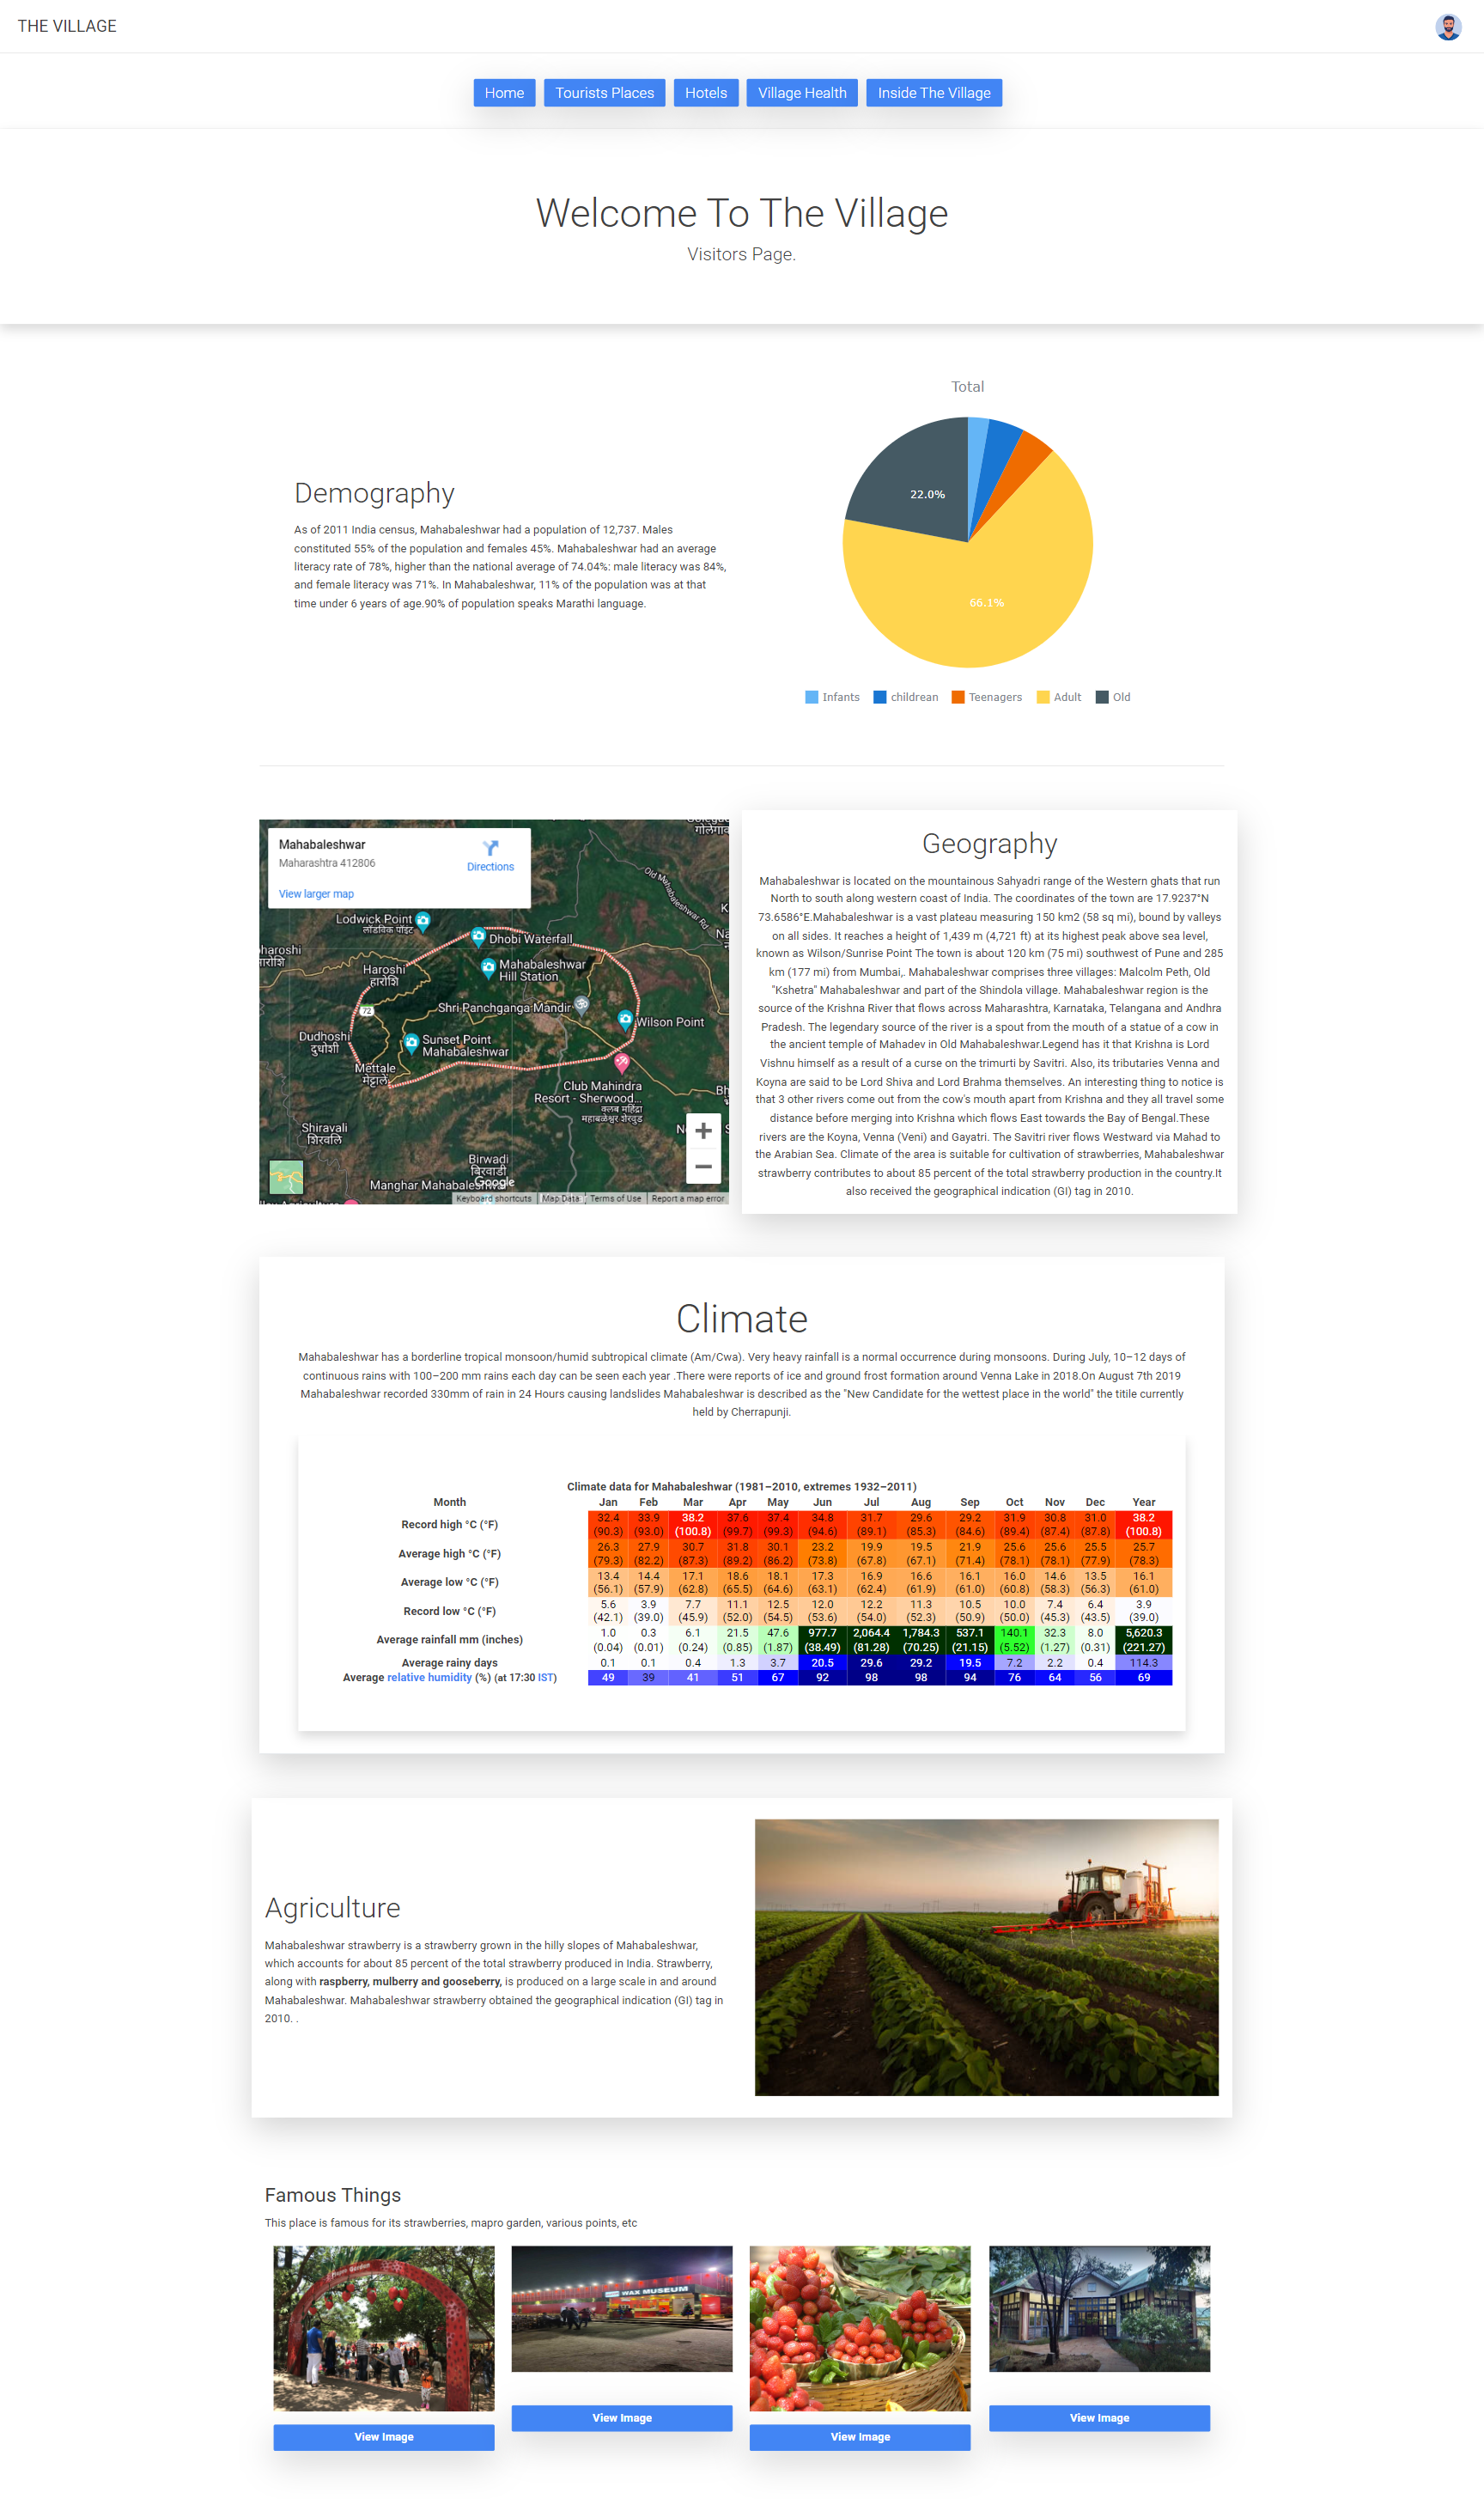 THE VILLAGE
Home Tourists Places Hotels Village Health Inside The Village
Welcome To The Village
Visitors Page.
Demography
As of 2011 India census, Mahabaleshwar had a population of 12,737. Males
constituted 55% of the population and females 45%. Mahabaleshwar had an average
literacy rate of 78%, higher than the national average of 74.04%: male literacy was 84%,
and female literacy was 71%. In Mahabaleshwar, 11% of the population was at that
time under 6 years of age.90% of population speaks Marathi language.
Total
22.0%
66.1%
Infants childrean Teenagers Adult Old
Mahabaleshwar
Maharashtra 412806
Directions
View larger map
Old Mahabaleshwar Rd
Lodwick Point
लॉडविक पॉइंट
Dhobi Waterfall
Mahabaleshwar
Hill Station
Haroshi
हारोशि
Shri Panchganga Mandir
72
Wilson Point
Dudhoshi
दुधोशी
Sunset Point
Mahabaleshwar
Mettale
मेट्टाले
Club Mahindra
Resort - Sherwood...
क्लब महिंद्रा
महाबळेश्वर शेरवुड
Shiravali
शिरवलि
Birwadi
बिरवाडी
Manghar Mahabaleshwar
Google
Keyboard shortcuts Map Data Terms of Use Report a map error
Geography
Mahabaleshwar is located on the mountainous Sahyadri range of the Western ghats that run
North to south along western coast of India. The coordinates of the town are 17.9237°N
73.6586°E.Mahabaleshwar is a vast plateau measuring 150 km2 (58 sq mi), bound by valleys
on all sides. It reaches a height of 1,439 m (4,721 ft) at its highest peak above sea level,
known as Wilson/Sunrise Point The town is about 120 km (75 mi) southwest of Pune and 285
km (177 mi) from Mumbai,. Mahabaleshwar comprises three villages: Malcolm Peth, Old
"Kshetra" Mahabaleshwar and part of the Shindola village. Mahabaleshwar region is the
source of the Krishna River that flows across Maharashtra, Karnataka, Telangana and Andhra
Pradesh. The legendary source of the river is a spout from the mouth of a statue of a cow in
the ancient temple of Mahadev in Old Mahabaleshwar.Legend has it that Krishna is Lord
Vishnu himself as a result of a curse on the trimurti by Savitri. Also, its tributaries Venna and
Koyna are said to be Lord Shiva and Lord Brahma themselves. An interesting thing to notice is
that 3 other rivers come out from the cow's mouth apart from Krishna and they all travel some
distance before merging into Krishna which flows East towards the Bay of Bengal.These
rivers are the Koyna, Venna (Veni) and Gayatri. The Savitri river flows Westward via Mahad to
the Arabian Sea. Climate of the area is suitable for cultivation of strawberries, Mahabaleshwar
strawberry contributes to about 85 percent of the total strawberry production in the country.It
also received the geographical indication (GI) tag in 2010.
Climate
Mahabaleshwar has a borderline tropical monsoon/humid subtropical climate (Am/Cwa). Very heavy rainfall is a normal occurrence during monsoons. During July, 10–12 days of
continuous rains with 100–200 mm rains each day can be seen each year .There were reports of ice and ground frost formation around Venna Lake in 2018.On August 7th 2019
Mahabaleshwar recorded 330mm of rain in 24 Hours causing landslides Mahabaleshwar is described as the "New Candidate for the wettest place in the world" the titile currently
held by Cherrapunji.
Climate data for Mahabaleshwar (1981–2010, extremes 1932–2011)
Month Jan Feb Mar Apr May Jun Jul Aug Sep Oct Nov Dec Year
Record high °C (°F) 32.4 33.9 38.2 37.6 37.4 34.8 31.7 29.6 29.2 31.9 30.8 31.0 38.2
(90.3) (93.0) (100.8) (99.7) (99.3) (94.6) (89.1) (85.3) (84.6) (89.4) (87.4) (87.8) (100.8)
Average high °C (°F) 26.3 27.9 30.7 31.8 30.1 23.2 19.9 19.5 21.9 25.6 25.6 25.5 25.7
(79.3) (82.2) (87.3) (89.2) (86.2) (73.8) (67.8) (67.1) (71.4) (78.1) (78.1) (77.9) (78.3)
Average low °C (°F) 13.4 14.4 17.1 18.6 18.1 17.3 16.9 16.6 16.1 16.0 14.6 13.5 16.1
(56.1) (57.9) (62.8) (65.5) (64.6) (63.1) (62.4) (61.9) (61.0) (60.8) (58.3) (56.3) (61.0)
Record low °C (°F) 5.6 3.9 7.7 11.1 12.5 12.0 12.2 11.3 10.5 10.0 7.4 6.4 3.9
(42.1) (39.0) (45.9) (52.0) (54.5) (53.6) (54.0) (52.3) (50.9) (50.0) (45.3) (43.5) (39.0)
Average rainfall mm (inches) 1.0 0.3 6.1 21.5 47.6 977.7 2,064.4 1,784.3 537.1 140.1 32.3 8.0 5,620.3
(0.04) (0.01) (0.24) (0.85) (1.87) (38.49) (81.28) (70.25) (21.15) (5.52) (1.27) (0.31) (221.27)
Average rainy days 0.1 0.1 0.4 1.3 3.7 20.5 29.6 29.2 19.5 7.2 2.2 0.4 114.3
Average relative humidity (%) (at 17:30 IST) 49 39 41 51 67 92 98 98 94 76 64 56 69
Agriculture
Mahabaleshwar strawberry is a strawberry grown in the hilly slopes of Mahabaleshwar,
which accounts for about 85 percent of the total strawberry produced in India. Strawberry,
along with raspberry, mulberry and gooseberry, is produced on a large scale in and around
Mahabaleshwar. Mahabaleshwar strawberry obtained the geographical indication (GI) tag in
2010. .
Famous Things
This place is famous for its strawberries, mapro garden, various points, etc
Mapro Garden
WAX MUSEUM
View Image
View Image
View Image
View Image